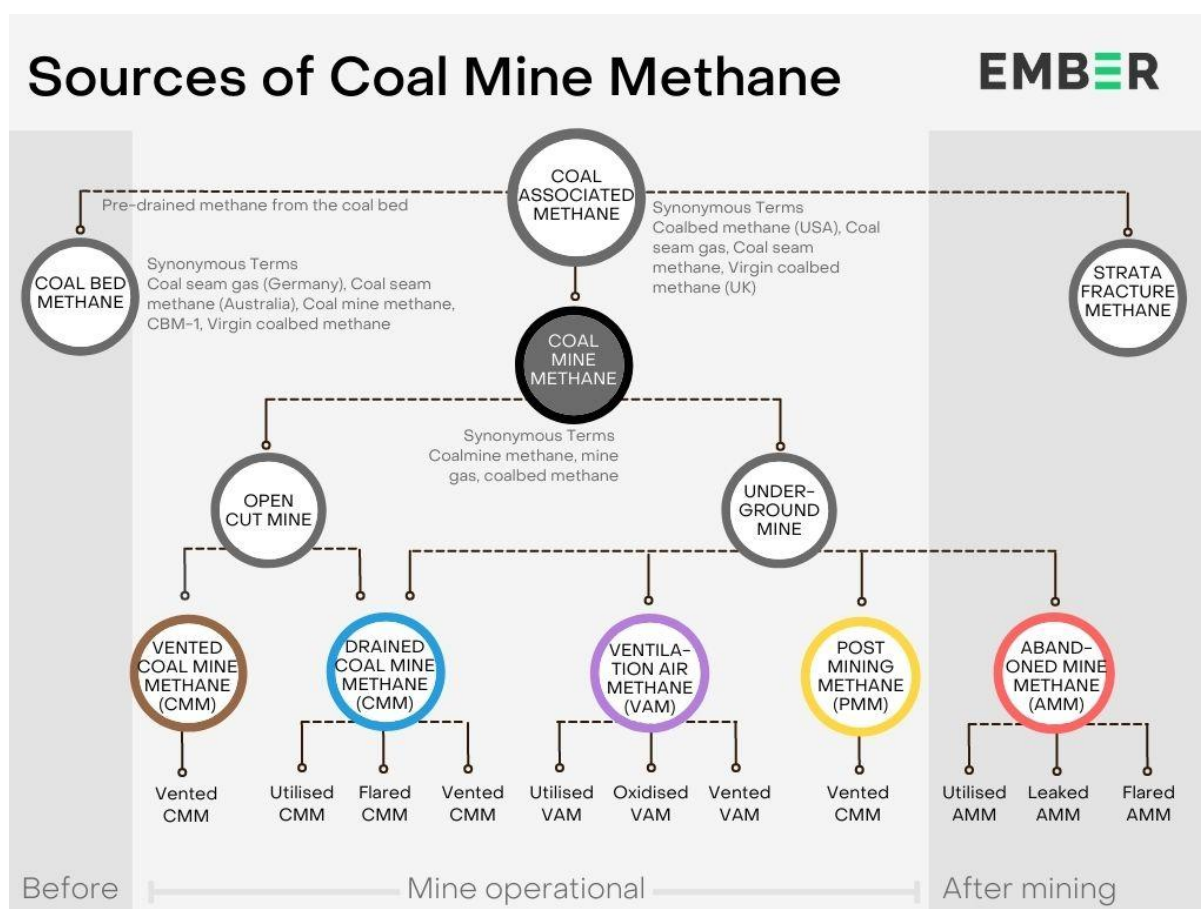 Sources of Coal Mine Methane
EMBER
COAL
ASSOCIATED
METHANE
Pre-drained methane from the coal bed
Synonymous Terms
Coalbed methane (USA), Coal
seam gas, Coal seam
methane, Virgin coalbed
methane (UK)
COAL BED
METHANE
Synonymous Terms
Coal seam gas (Germany), Coal seam
methane (Australia), Coal mine methane,
CBM-1, Virgin coalbed methane
STRATA
FRACTURE
METHANE
COAL
MINE
METHANE
Synonymous Terms
Coalmine methane, mine
gas, coalbed methane
OPEN
CUT MINE
UNDER-
GROUND
MINE
VENTED
COAL MINE
METHANE
(CMM)
DRAINED
COAL MINE
METHANE
(CMM)
VENTILA-
TION AIR
METHANE
(VAM)
POST
MINING
METHANE
(PMM)
ABAND-
ONED MINE
METHANE
(AMM)
Vented
CMM
Utilised
CMM
Flared
CMM
Vented
CMM
Utilised
VAM
Oxidised
VAM
Vented
VAM
Vented
CMM
Utilised
AMM
Leaked
AMM
Flared
AMM
Before
Mine operational
After mining